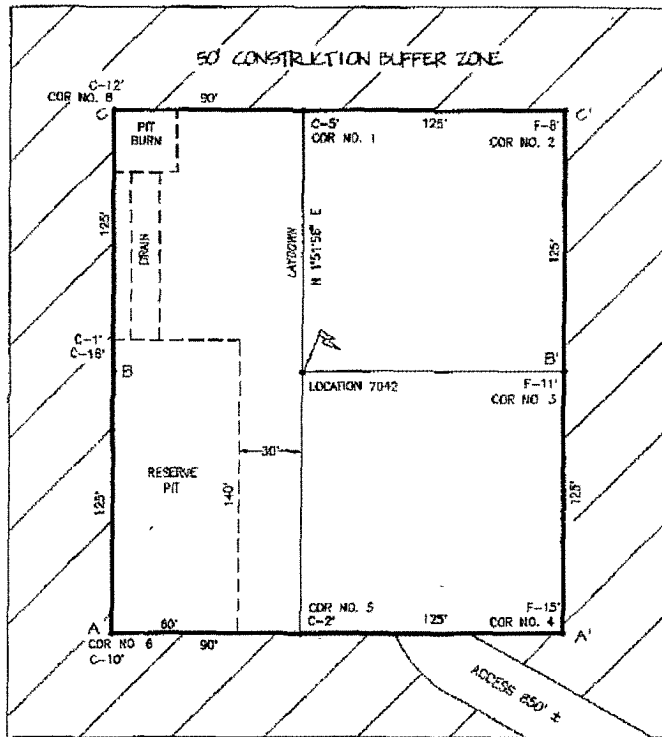 50' CONSTRUCTION BUFFER ZONE
C-12'
COR NO. 8
90'
C
PIT
BURN
C-5'
COR NO. 1
125'
F-8'
COR NO. 2
C'
125'
DRAIN
LAYDOWN
N 1°51'56" E
125'
C-1'
C-16'
B
LOCATION 7042
B'
F-11'
COR NO. 3
30'
RESERVE
PIT
140'
125'
125'
A
60'
COR NO 6
90'
C-10'
COR NO. 5
C-2'
125'
F-15'
COR NO. 4
A'
ACCESS 850' ±